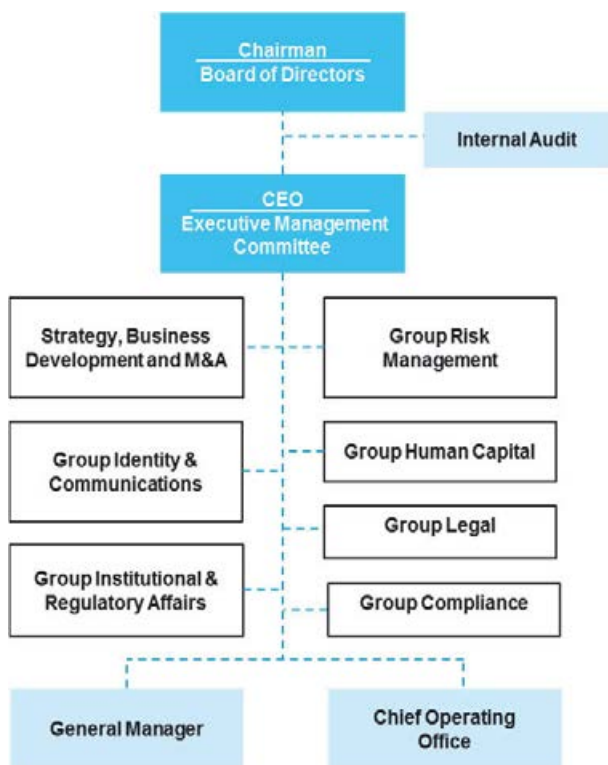 Chairman
Board of Directors
Internal Audit
CEO
Executive Management
Committee
Strategy, Business
Development and M&A
Group Risk
Management
Group Identity &
Communications
Group Human Capital
Group Legal
Group Institutional &
Regulatory Affairs
Group Compliance
General Manager
Chief Operating
Office